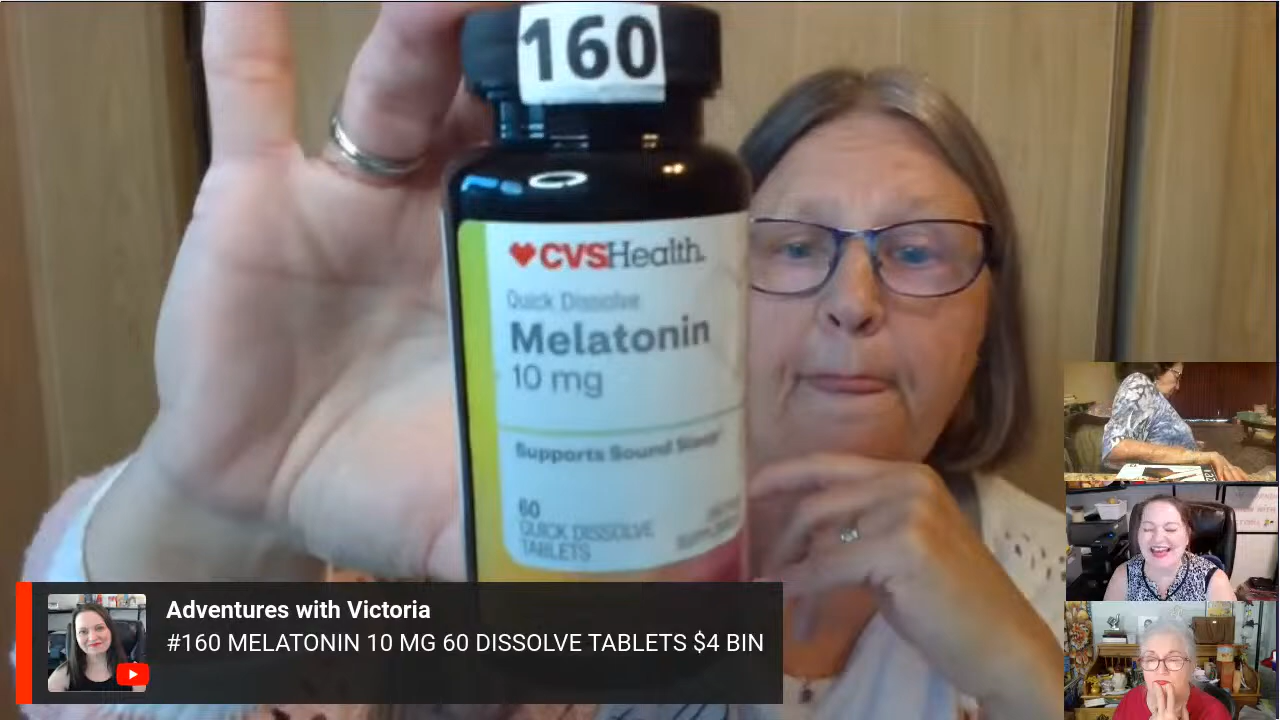 160
CVSHealth.
Quick Dissolve
Melatonin
10 mg
Supports Sound Sleep
60
QUICK DISSOLVE
TABLETS
Adventures with Victoria
#160 MELATONIN 10 MG 60 DISSOLVE TABLETS $4 BIN